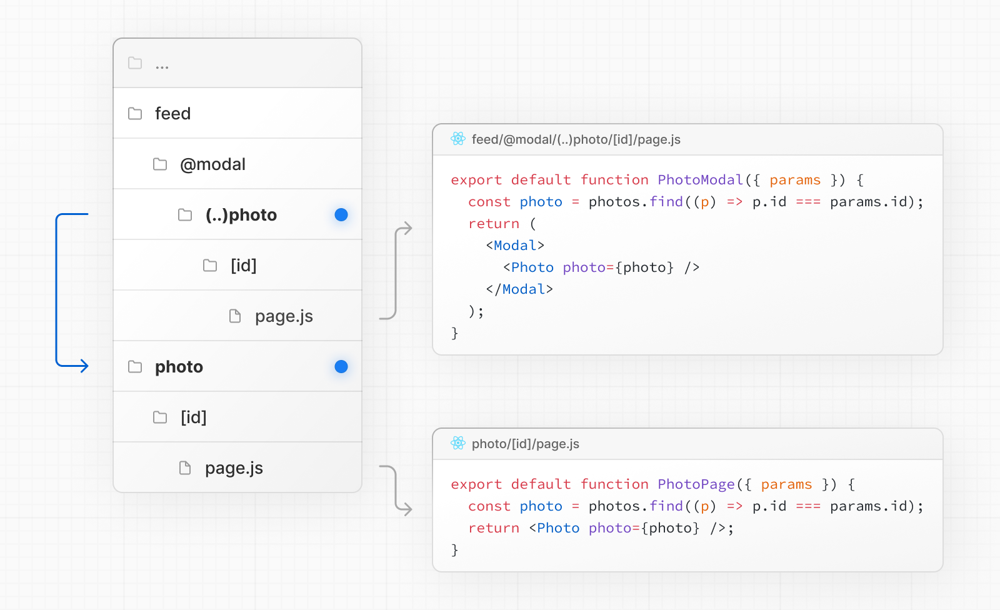 ...
feed
@modal
(..)photo
[id]
page.js
photo
[id]
page.js
feed/@modal/(..)photo/[id]/page.js
export default function PhotoModal({ params }) {
  const photo = photos.find((p) => p.id === params.id);
  return (
    <Modal>
      <Photo photo={photo} />
    </Modal>
  );
}
photo/[id]/page.js
export default function PhotoPage({ params }) {
  const photo = photos.find((p) => p.id === params.id);
  return <Photo photo={photo} />;
}